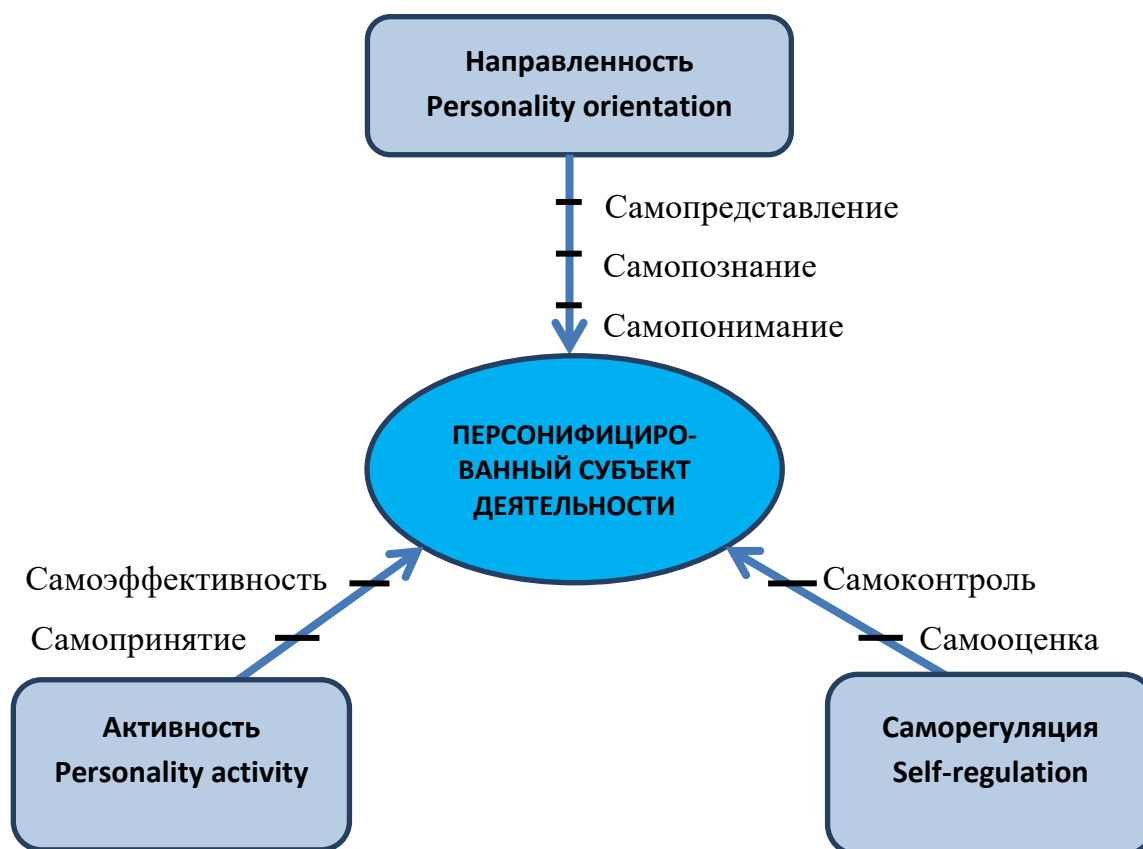 Направленность
Personality orientation
Самопредставление
Самопознание
Самопонимание
ПЕРСОНИФИЦИРО-
ВАННЫЙ СУБЪЕКТ
ДЕЯТЕЛЬНОСТИ
Самоэффективность
Самопринятие
Самоконтроль
Самооценка
Активность
Personality activity
Саморегуляция
Self-regulation